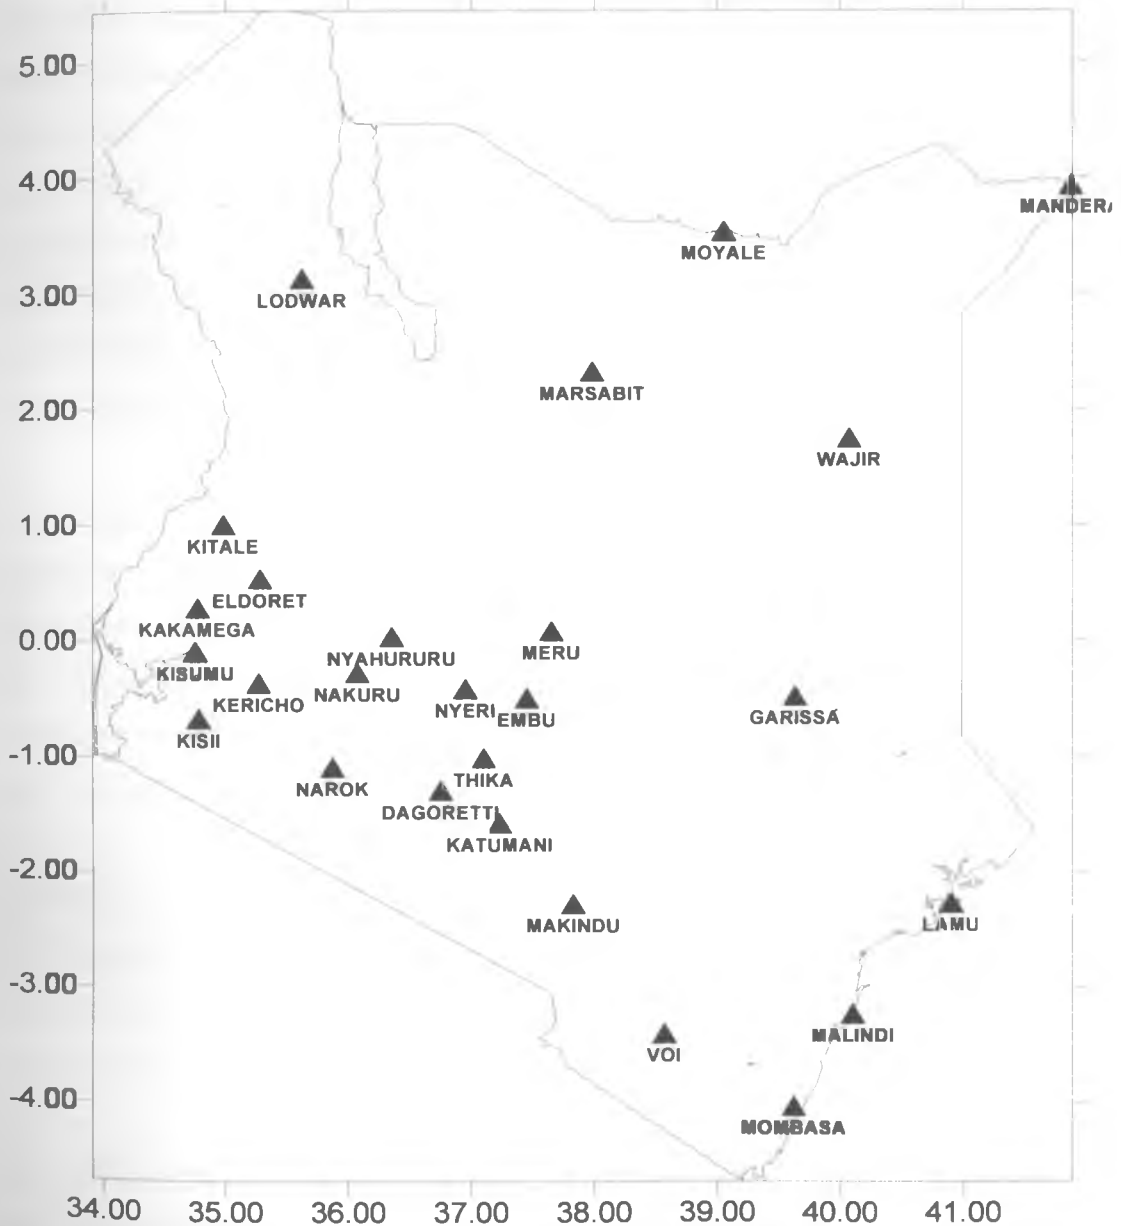 5.00
4.00
MANDERA
MOYALE
3.00
LODWAR
MARSABIT
2.00
WAJIR
1.00
KITALE
ELDORET
KAKAMEGA
0.00
NYAHURURU
MERU
KISUMU
NAKURU
KERICHO
NYERI
EMBU
GARISSA
KISII
-1.00
THIKA
NAROK
DAGORETTI
KATUMANI
-2.00
MAKINDU
LAMU
-3.00
MALINDI
VOI
-4.00
MOMBASA
34.00 35.00 36.00 37.00 38.00 39.00 40.00 41.00